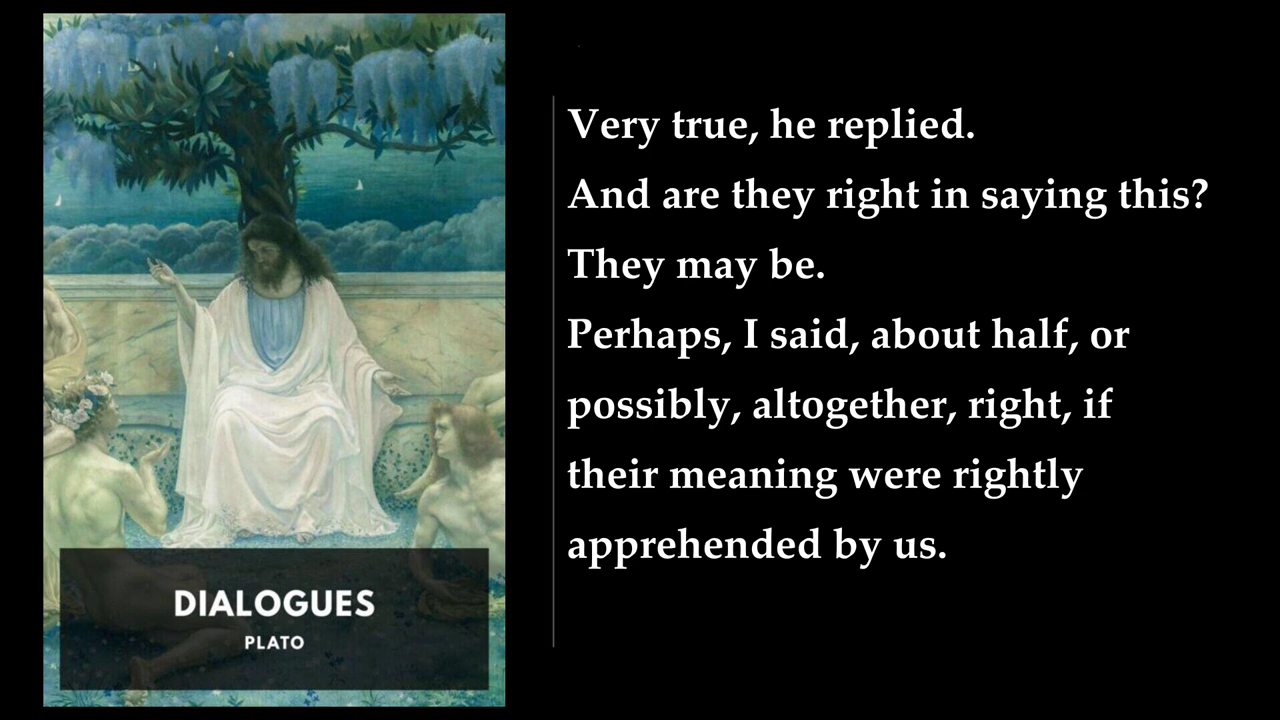 DIALOGUES
PLATO
Very true, he replied.
And are they right in saying this?
They may be.
Perhaps, I said, about half, or
possibly, altogether, right, if
their meaning were rightly
apprehended by us.